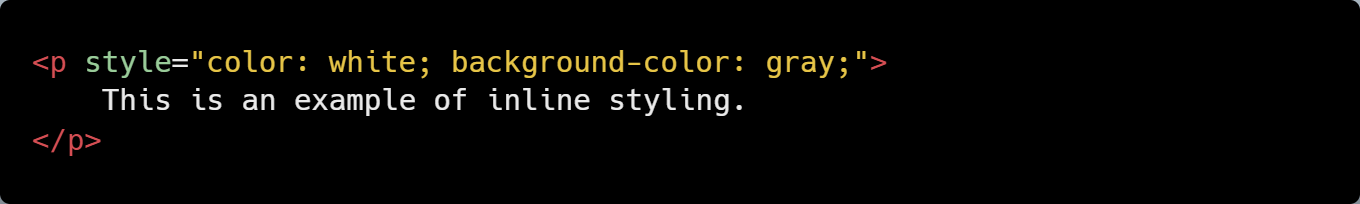 <p style="color: white; background-color: gray;">
    This is an example of inline styling.
</p>